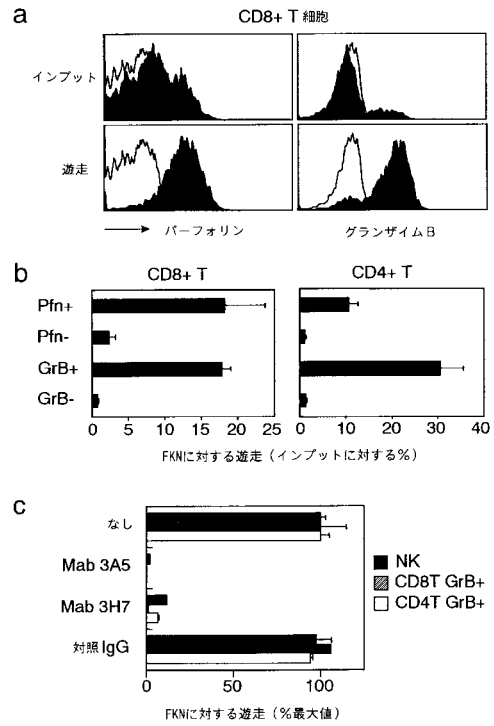 a
CD8+ T 細胞
インプット
遊走
パーフォリン
グランザイムB
b
CD8+ T
CD4+ T
Pfn+
Pfn-
GrB+
GrB-
0 5 10 15 20 25
0 10 20 30 40
FKNに対する遊走(インプットに対する%)
c
なし
Mab 3A5
Mab 3H7
対照 IgG
NK
CD8T GrB+
CD4T GrB+
0 50 100
FKNに対する遊走(%最大値)